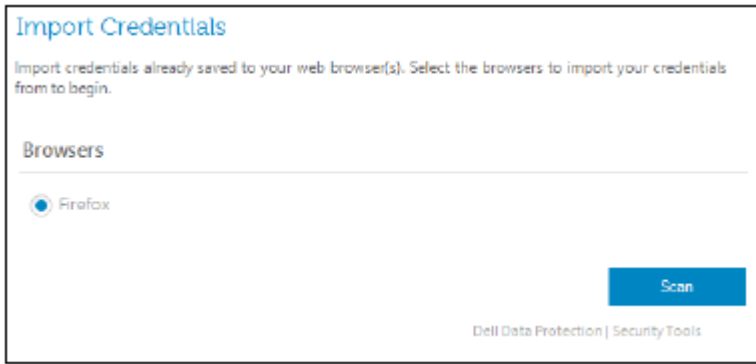 Import Credentials
Import credentials already saved to your web browser(s). Select the browsers to import your credentials
from to begin.
Browsers
Firefox
Scan
Dell Data Protection | Security Tools